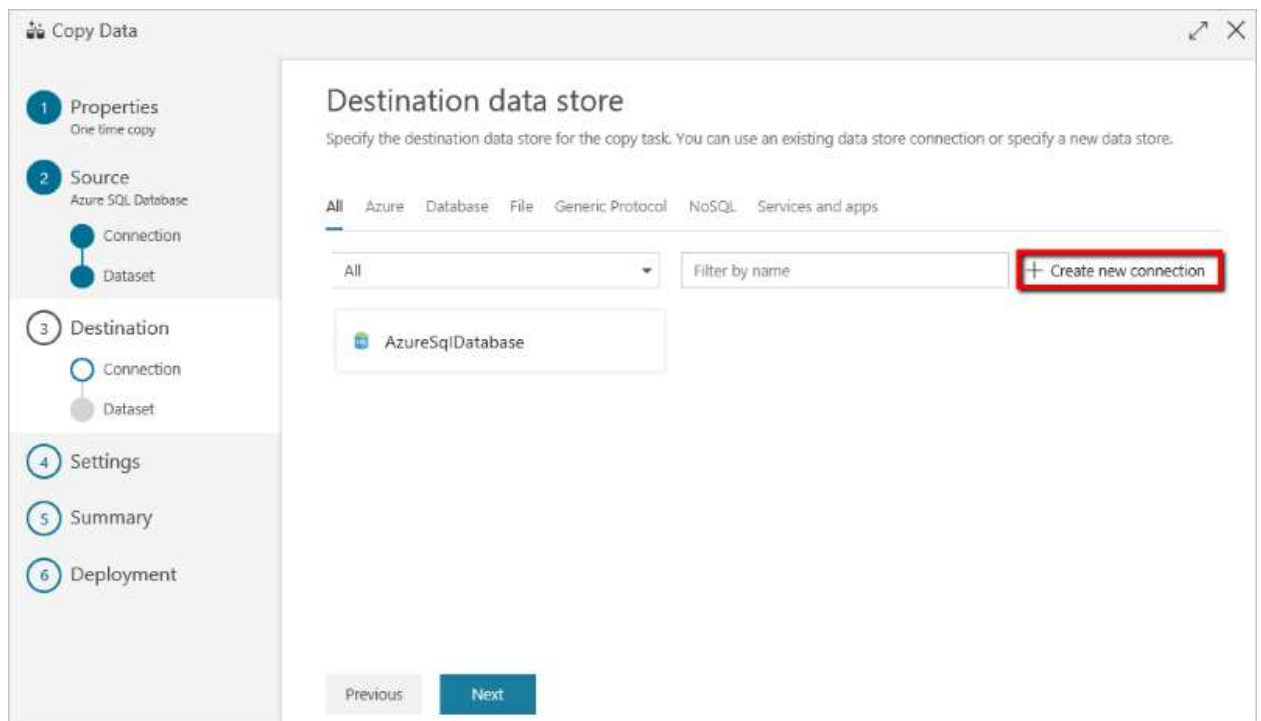 Copy Data
1 Properties
One time copy
2 Source
Azure SQL Database
Connection
Dataset
3 Destination
Connection
Dataset
4 Settings
5 Summary
6 Deployment
Destination data store
Specify the destination data store for the copy task. You can use an existing data store connection or specify a new data store.
All Azure Database File Generic Protocol NoSQL Services and apps
All Filter by name + Create new connection
AzureSqlDatabase
Previous Next